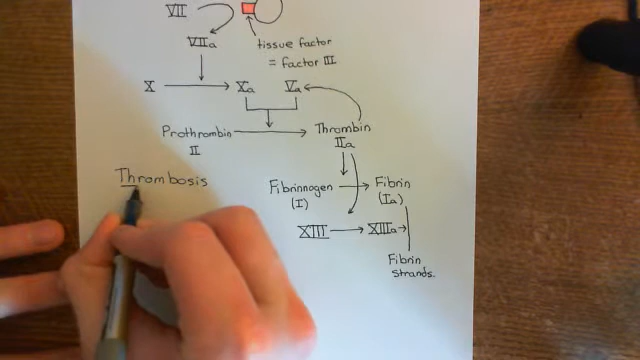 VII
VIIa
tissue factor
= factor III
X
Xa
Va
Prothrombin
II
Thrombin
IIa
Thrombosis
Fibrinnogen
(I)
Fibrin
(Ia)
XIII
XIIIa
Fibrin
strands.